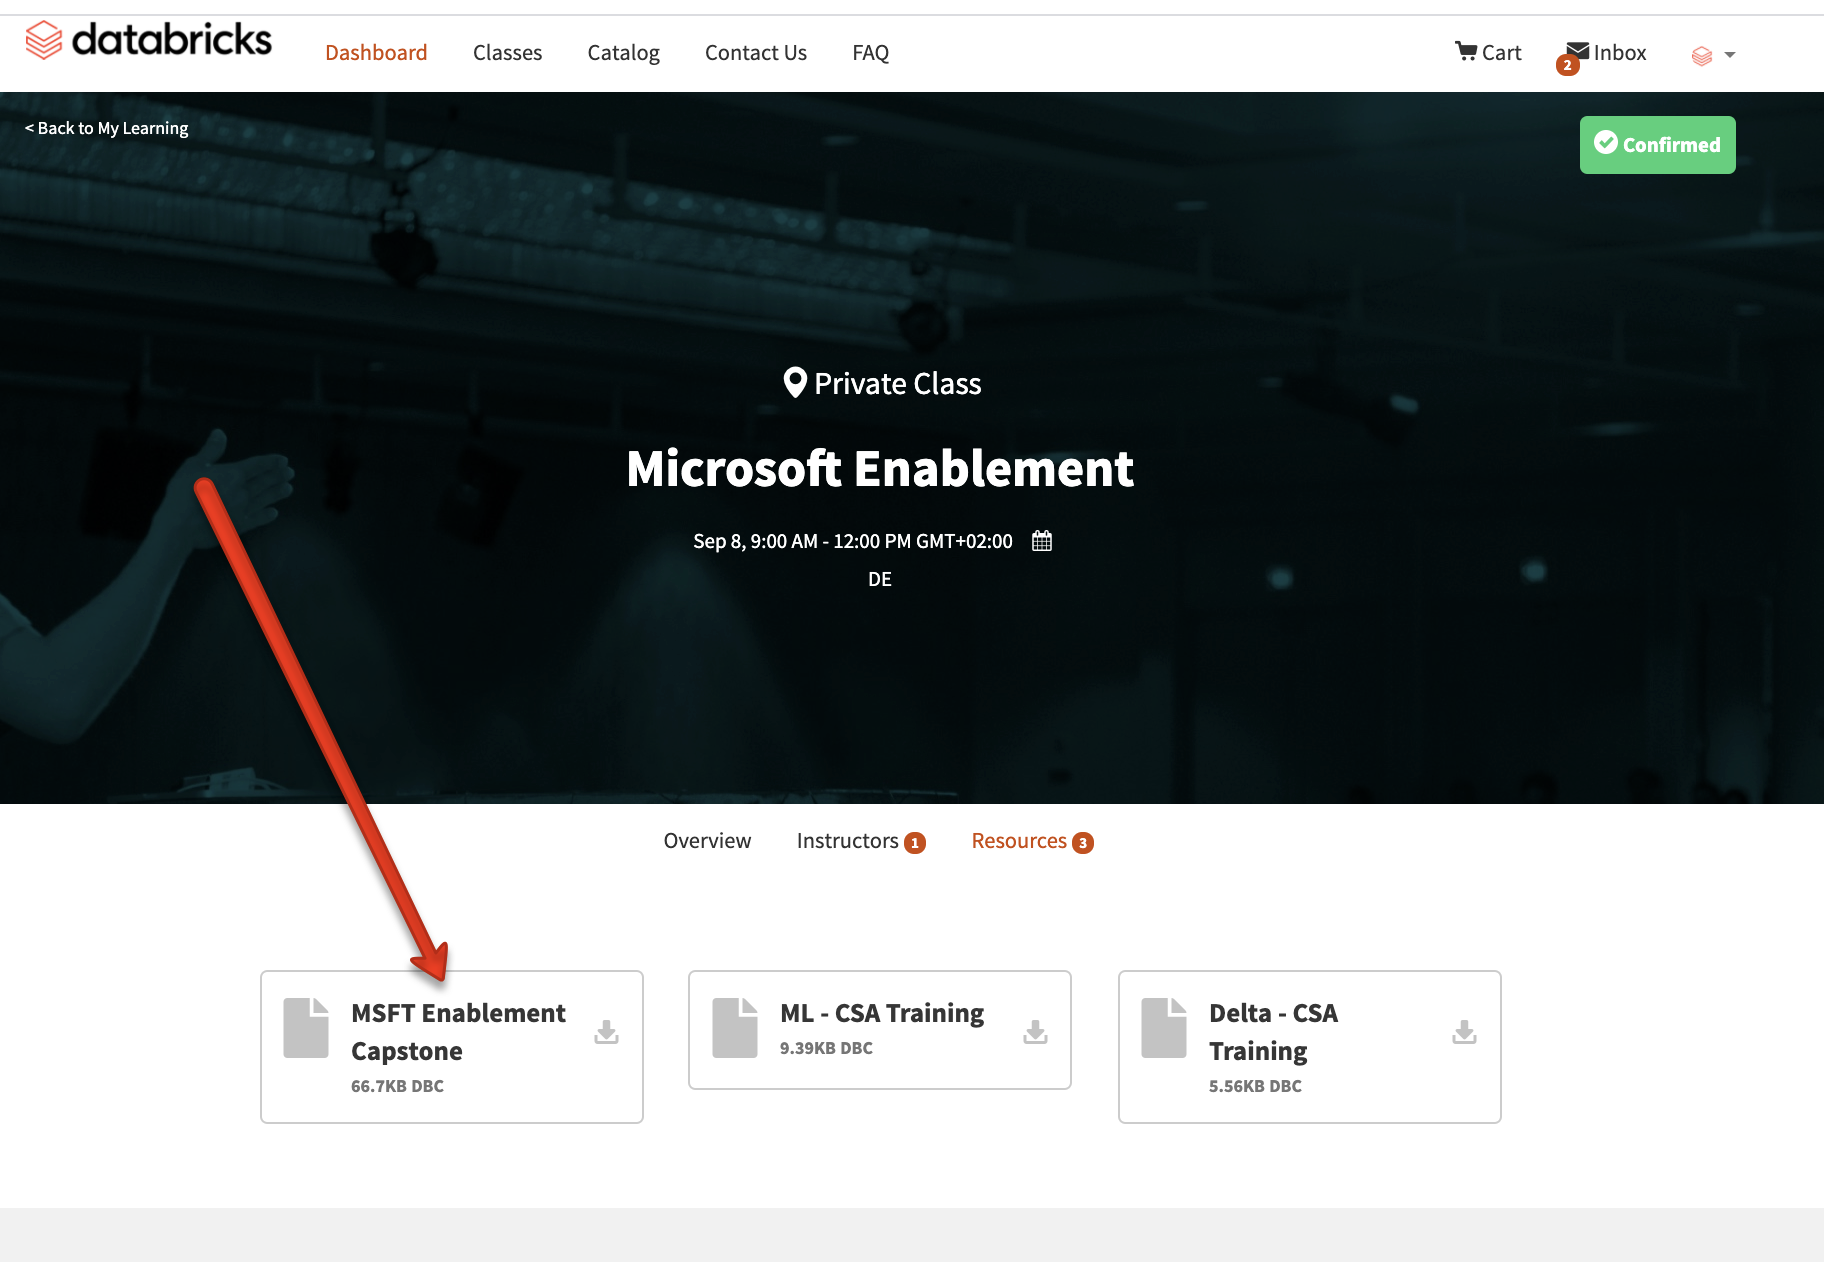 databricks
Dashboard Classes Catalog Contact Us FAQ
Cart 2 Inbox
< Back to My Learning
Confirmed
Private Class
Microsoft Enablement
Sep 8, 9:00 AM - 12:00 PM GMT+02:00
DE
Overview Instructors 1 Resources 3
MSFT Enablement
Capstone
66.7KB DBC
ML - CSA Training
9.39KB DBC
Delta - CSA
Training
5.56KB DBC